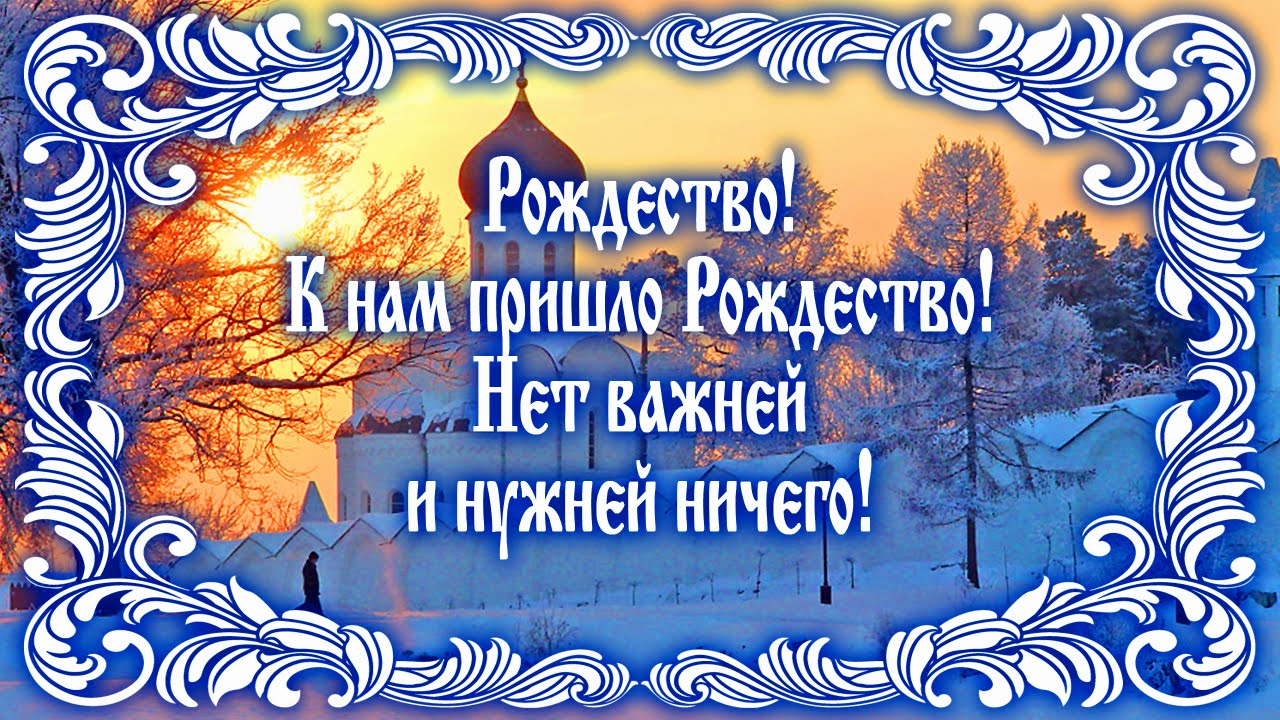 Рождество!
К нам пришло Рождество!
Нет важней
и нужней ничего!